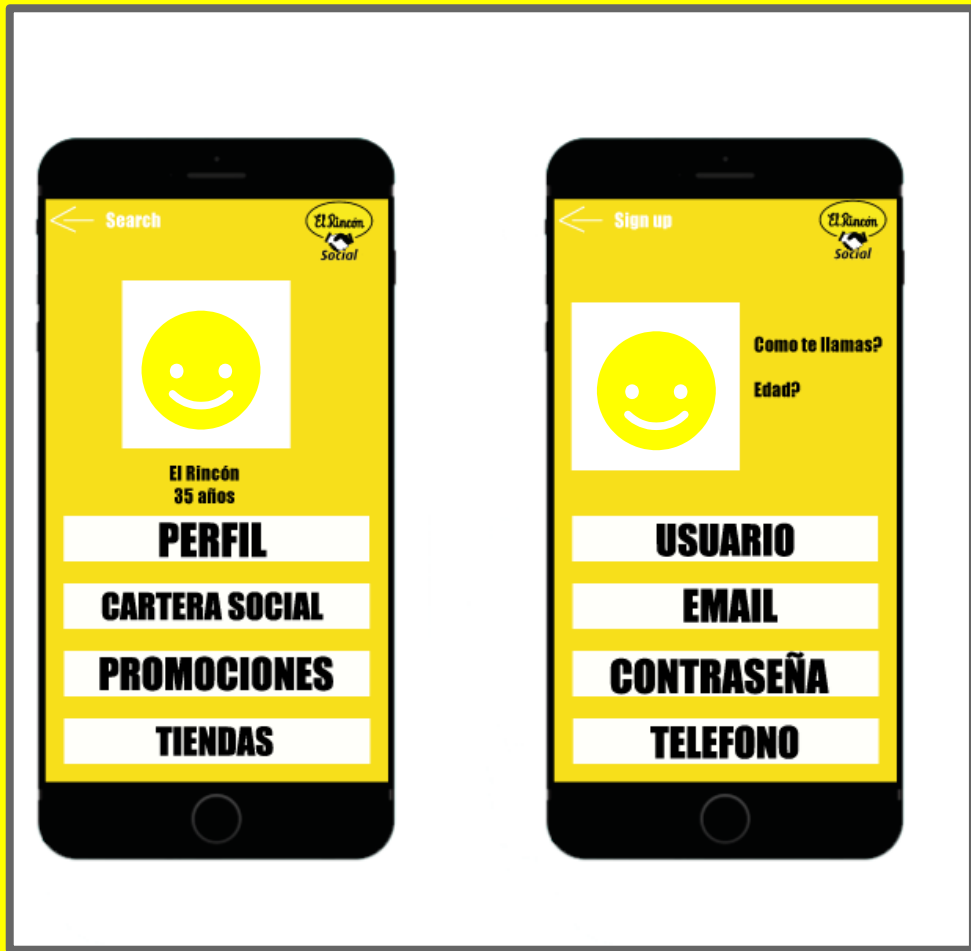 Search
El Rincón
Social
El Rincón
35 años
PERFIL
CARTERA SOCIAL
PROMOCIONES
TIENDAS
Sign up
El Rincón
Social
Como te llamas?
Edad?
USUARIO
EMAIL
CONTRASEÑA
TELEFONO